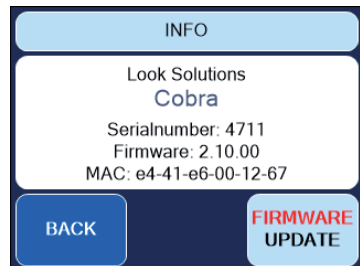 INFO
Look Solutions
Cobra
Serialnumber: 4711
Firmware: 2.10.00
MAC: e4-41-e6-00-12-67
BACK
FIRMWARE
UPDATE